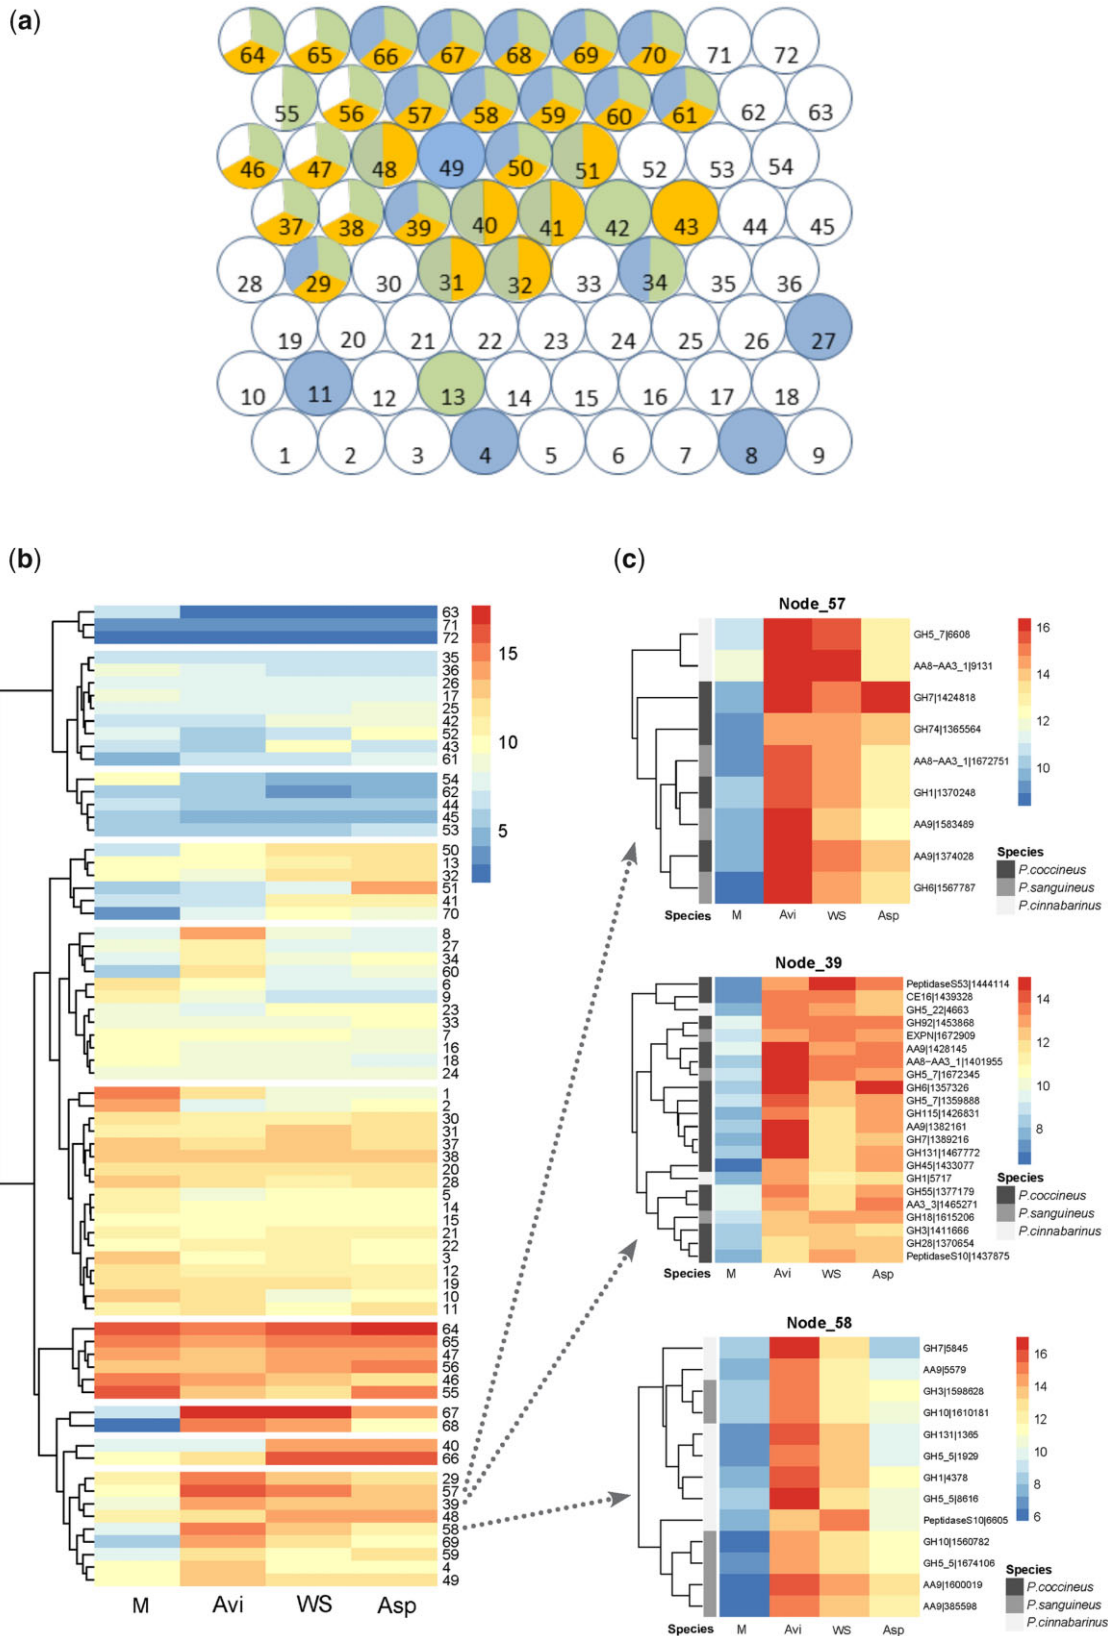 (a)
64 65 66 67 68 69 70 71 72
55 56 57 58 59 60 61 62 63
46 47 48 49 50 51 52 53 54
37 38 39 40 41 42 43 44 45
28 29 30 31 32 33 34 35 36
19 20 21 22 23 24 25 26 27
10 11 12 13 14 15 16 17 18
1 2 3 4 5 6 7 8 9
(b)
63
71
72
35
36
26
17
25
42
52
43
61
54
62
44
45
53
50
13
32
51
41
70
8
27
34
60
6
9
23
33
7
16
18
24
1
2
30
31
37
38
20
28
5
14
15
21
22
3
12
19
10
11
64
65
47
56
46
55
67
68
40
66
29
57
39
48
58
69
59
4
49
M Avi WS Asp
15
10
5
(c)
Node_57
GH5_7|6608
AA8-AA3_1|9131
GH7|1424818
GH74|1365564
AA8-AA3_1|1672751
GH1|1370248
AA9|1583489
AA9|1374028
GH6|1567787
Species M Avi WS Asp
16
14
12
10
Species
P.coccineus
P.sanguineus
P.cinnabarinus
Node_39
PeptidaseS53|1444114
CE16|1439328
GH5_22|4663
GH92|1453868
EXPN|1672909
AA9|1428145
AA8-AA3_1|1401955
GH5_7|1672345
GH6|1357326
GH5_7|1359888
GH115|1426831
AA9|1382161
GH7|1389216
GH131|1467772
GH45|1433077
GH1|5717
GH55|1377179
AA3_3|1465271
GH18|1615206
GH3|1411666
GH28|1370654
PeptidaseS10|1437875
Species M Avi WS Asp
14
12
10
8
Species
P.coccineus
P.sanguineus
P.cinnabarinus
Node_58
GH7|5845
AA9|5579
GH3|1598628
GH10|1610181
GH131|1365
GH5_5|1929
GH1|4378
GH5_5|8616
PeptidaseS10|6605
GH10|1560782
GH5_5|1674106
AA9|1600019
AA9|385598
Species M Avi WS Asp
16
14
12
10
8
6
Species
P.coccineus
P.sanguineus
P.cinnabarinus